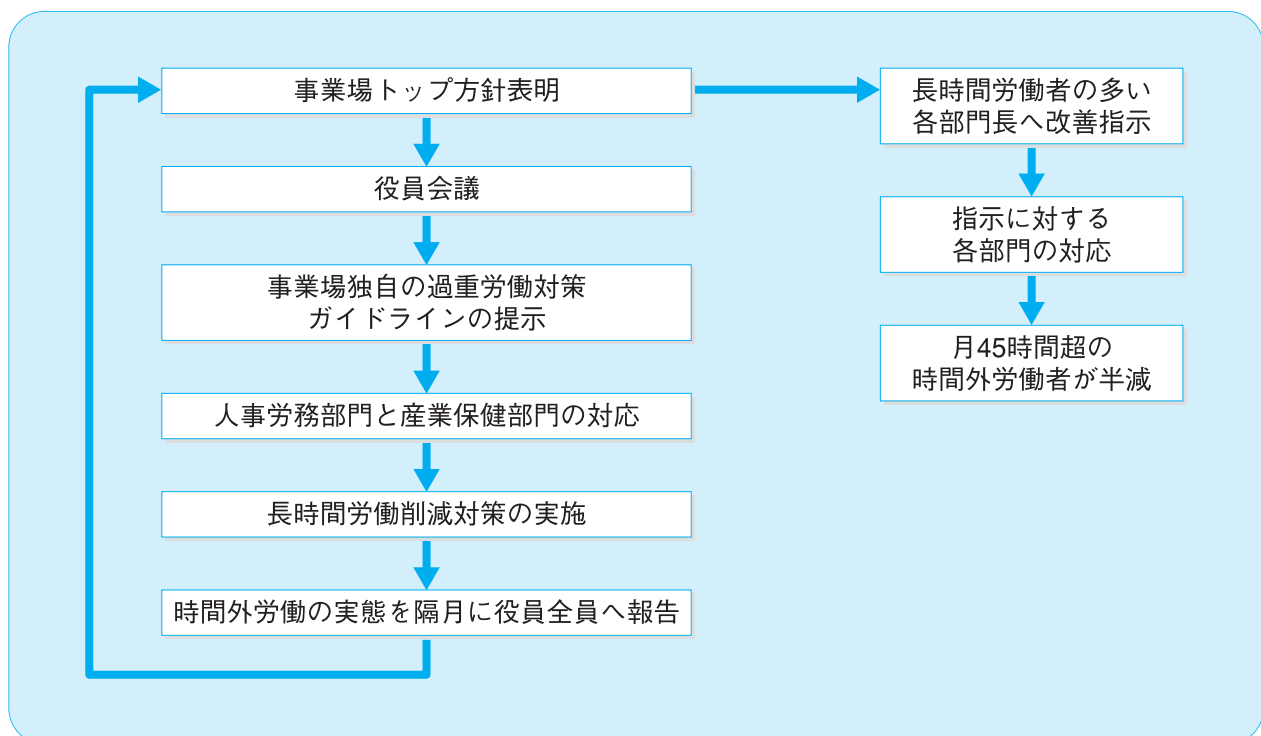 事業場トップ方針表明
役員会議
事業場独自の過重労働対策
ガイドラインの提示
人事労務部門と産業保健部門の対応
長時間労働削減対策の実施
時間外労働の実態を隔月に役員全員へ報告
長時間労働者の多い
各部門長へ改善指示
指示に対する
各部門の対応
月45時間超の
時間外労働者が半減